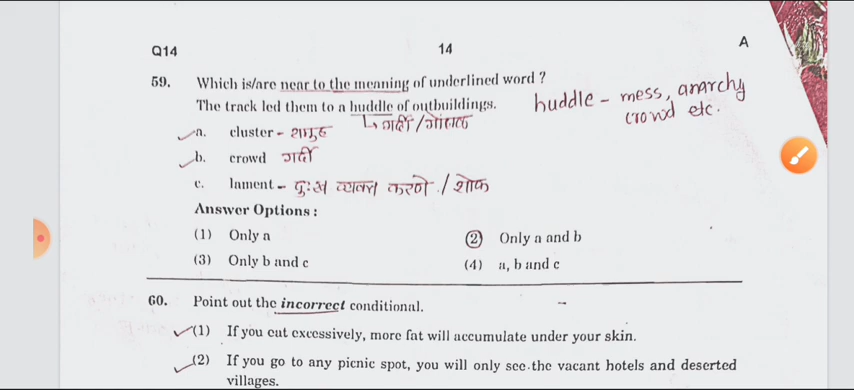 Q14 14 A
59. Which is/are near to the meaning of underlined word ?
The track led them to a huddle of outbuildings.
huddle - mess, anarchy
crowd etc.
↳ गर्दी/गोंधळ
a. cluster - समुह
b. crowd गर्दी
c. lament - दुःख व्यक्त करणे / शोक
Answer Options :
(1) Only a (2) Only a and b
(3) Only b and c (4) a, b and c
60. Point out the incorrect conditional.
(1) If you eat excessively, more fat will accumulate under your skin.
(2) If you go to any picnic spot, you will only see the vacant hotels and deserted
villages.